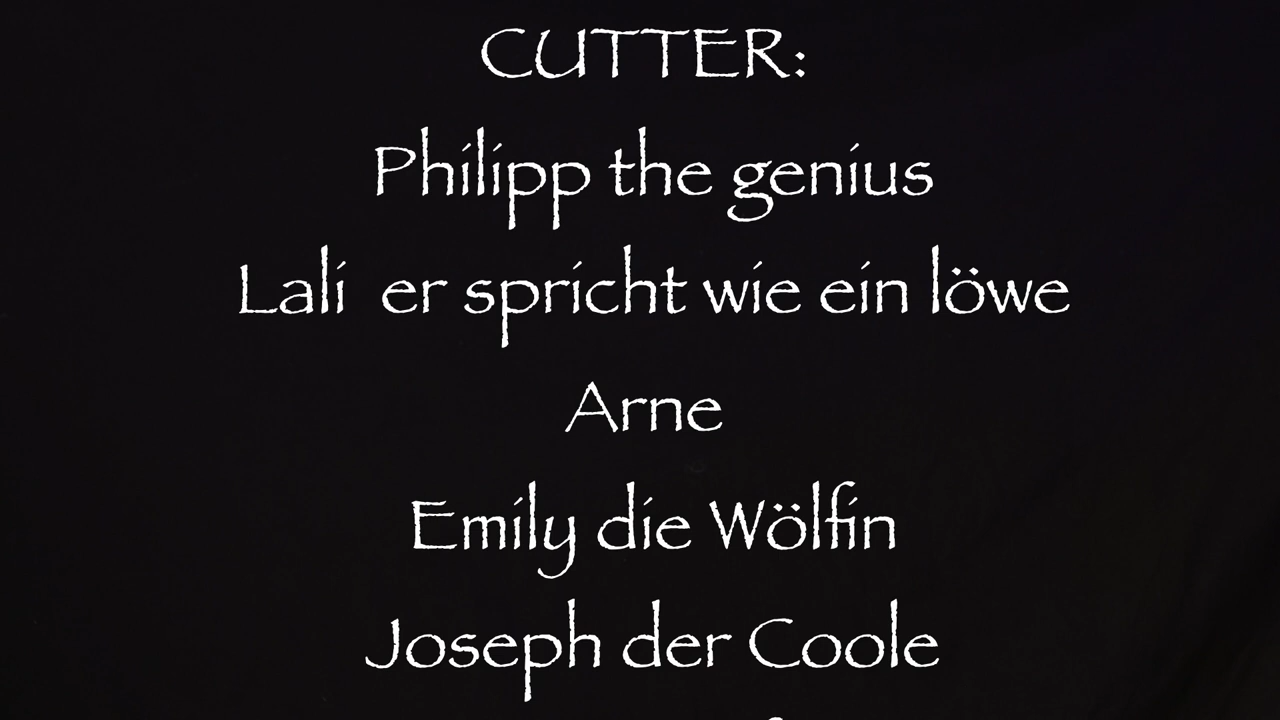 CUTTER:
Philipp the genius
Lali  er spricht wie ein löwe
Arne
Emily die Wölfin
Joseph der Coole